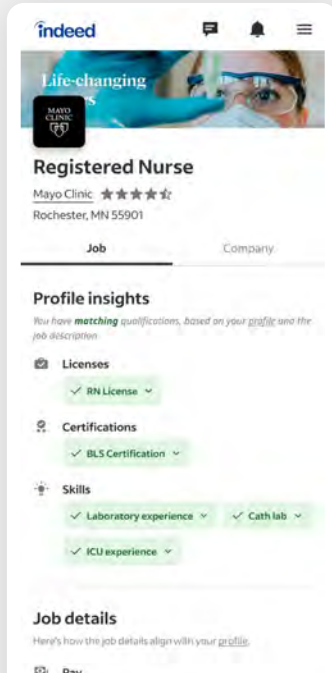 indeed
Life-changing
MAYO
CLINIC
Registered Nurse
Mayo Clinic
Rochester, MN 55901
Job Company
Profile insights
You have matching qualifications, based on your profile and the
job description
Licenses
RN License
Certifications
BLS Certification
Skills
Laboratory experience Cath lab
ICU experience
Job details
Here's how the job details align with your profile.
Pay